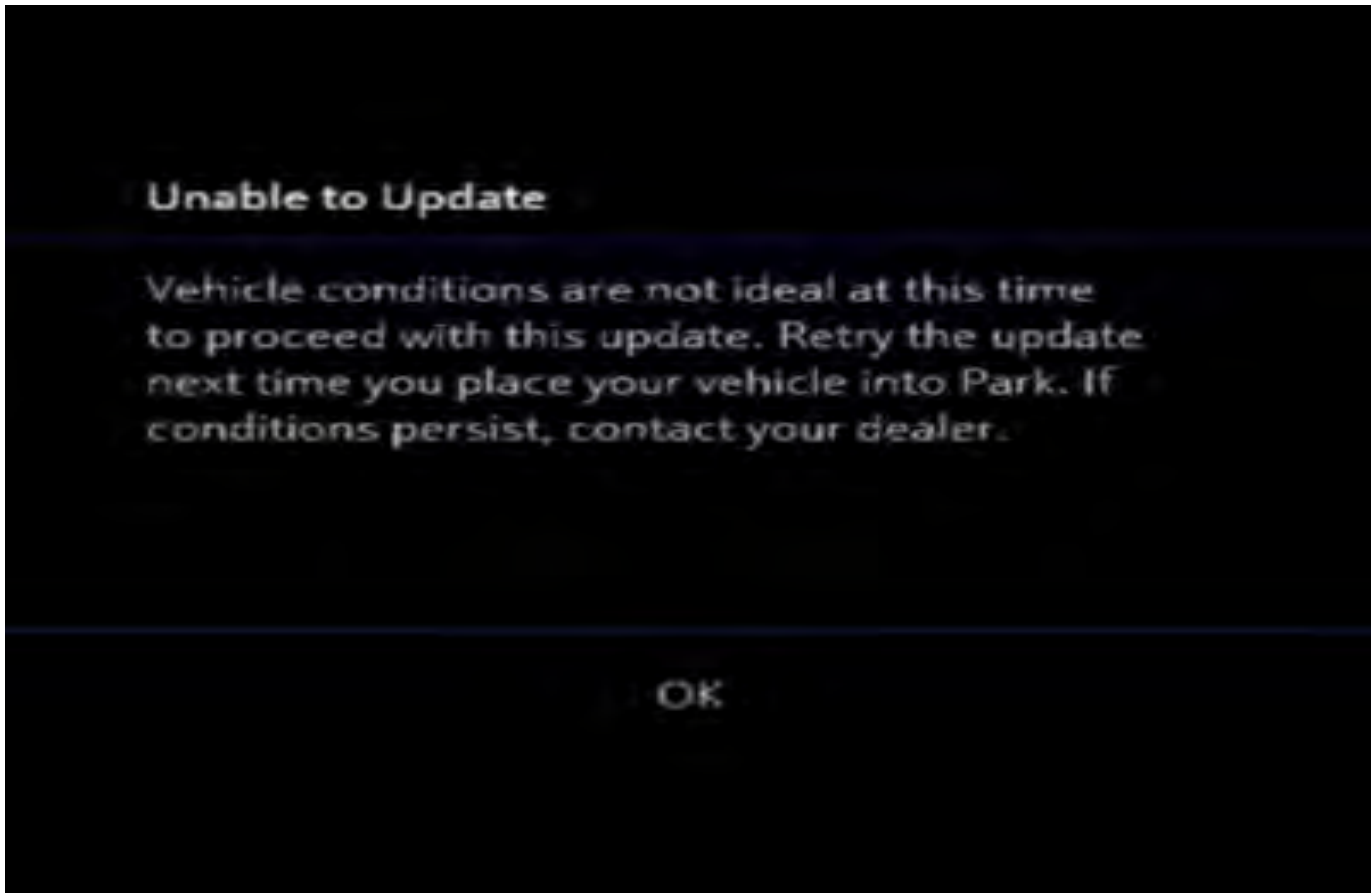 Unable to Update
Vehicle conditions are not ideal at this time
to proceed with this update. Retry the update
next time you place your vehicle into Park. If
conditions persist, contact your dealer.
OK